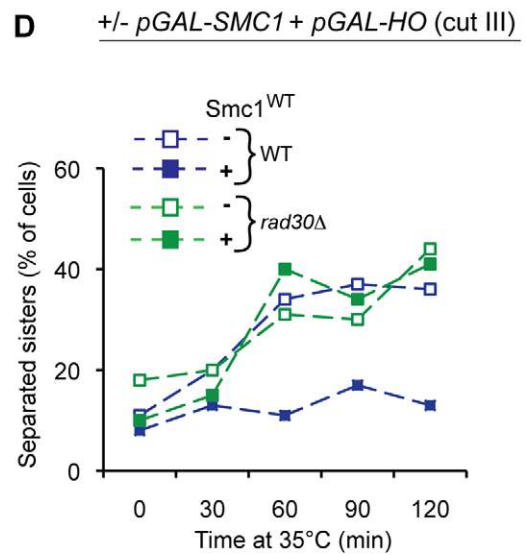 D
+/- pGAL-SMC1 + pGAL-HO (cut III)
Smc1WT
-
+
WT
-
+
rad30Δ
Separated sisters (% of cells)
60
40
20
0
0 30 60 90 120
Time at 35°C (min)